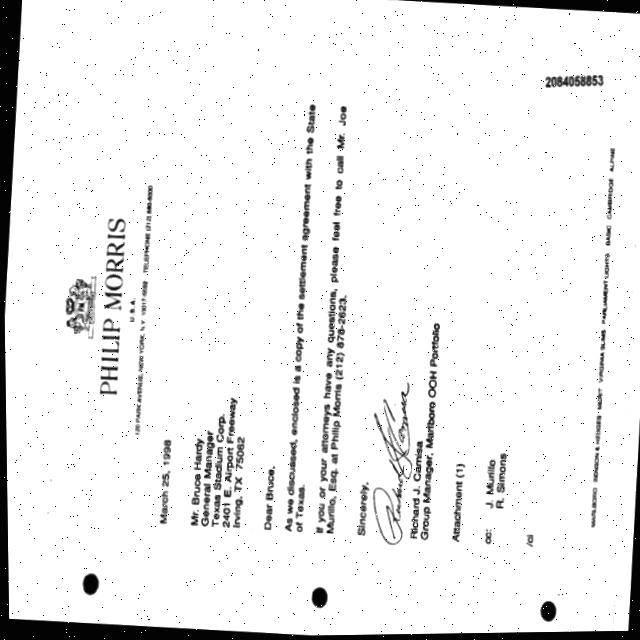 PHILIP MORRIS
U.S.A.
120 PARK AVENUE, NEW YORK, N.Y. 10017-5592 TELEPHONE (212) 880-5000
March 25, 1998
Mr. Bruce Hardy
General Manager
Texas Stadium Corp.
2401 E. Airport Freeway
Irving, TX 75062
Dear Bruce,
As we discussed, enclosed is a copy of the settlement agreement with the State
of Texas.
If you or your attorneys have any questions, please feel free to call Mr. Joe
Murillo, Esq. at Philip Morris (212) 878-2623.
Sincerely,
Richard J. Camisa
Group Manager, Marlboro OOH Portfolio
Attachment (1)
cc: J. Murillo
R. Simons
/cl
MARLBORO BENSON & HEDGES MERIT VIRGINIA SLIMS PARLIAMENT LIGHTS BASIC CAMBRIDGE ALPINE
2084058853